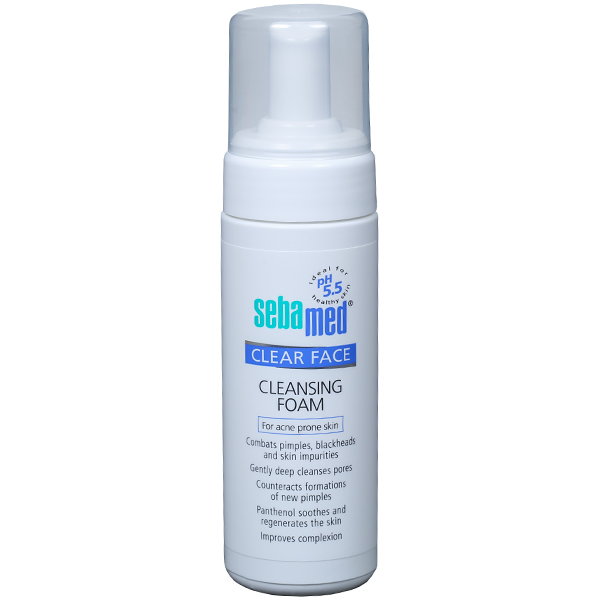 ideal for
pH
5.5
healthy skin
sebamed®
CLEAR FACE
CLEANSING
FOAM
For acne prone skin
Combats pimples, blackheads
and skin impurities
Gently deep cleanses pores
Counteracts formations
of new pimples
Panthenol soothes and
regenerates the skin
Improves complexion